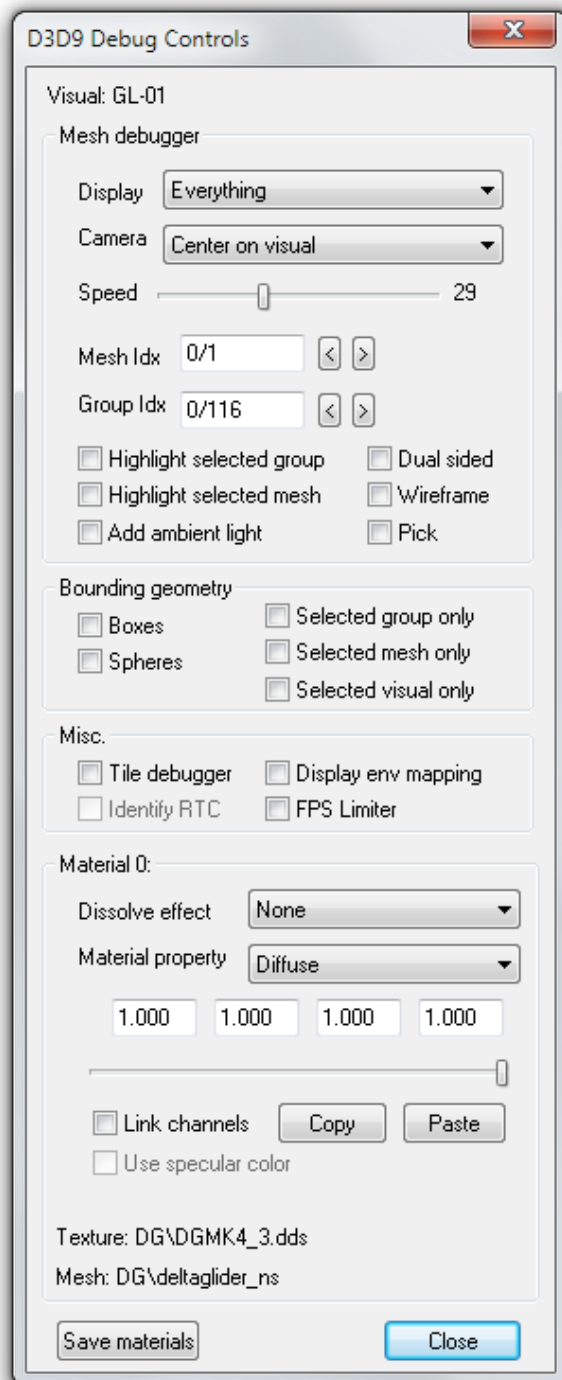 D3D9 Debug Controls
Visual: GL-01
Mesh debugger
Display Everything
Camera Center on visual
Speed 29
Mesh Idx 0/1 < >
Group Idx 0/116 < >
Highlight selected group Dual sided
Highlight selected mesh Wireframe
Add ambient light Pick
Bounding geometry
Boxes Selected group only
Spheres Selected mesh only
Selected visual only
Misc.
Tile debugger Display env mapping
Identify RTC FPS Limiter
Material 0:
Dissolve effect None
Material property Diffuse
1.000 1.000 1.000 1.000
Link channels Copy Paste
Use specular color
Texture: DG\DGMK4_3.dds
Mesh: DG\deltaglider_ns
Save materials Close